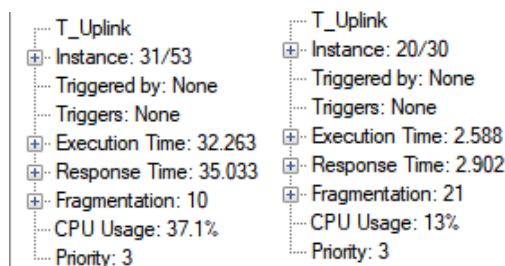 T_Uplink
Instance: 31/53
Triggered by: None
Triggers: None
Execution Time: 32.263
Response Time: 35.033
Fragmentation: 10
CPU Usage: 37.1%
Priority: 3
T_Uplink
Instance: 20/30
Triggered by: None
Triggers: None
Execution Time: 2.588
Response Time: 2.902
Fragmentation: 21
CPU Usage: 13%
Priority: 3